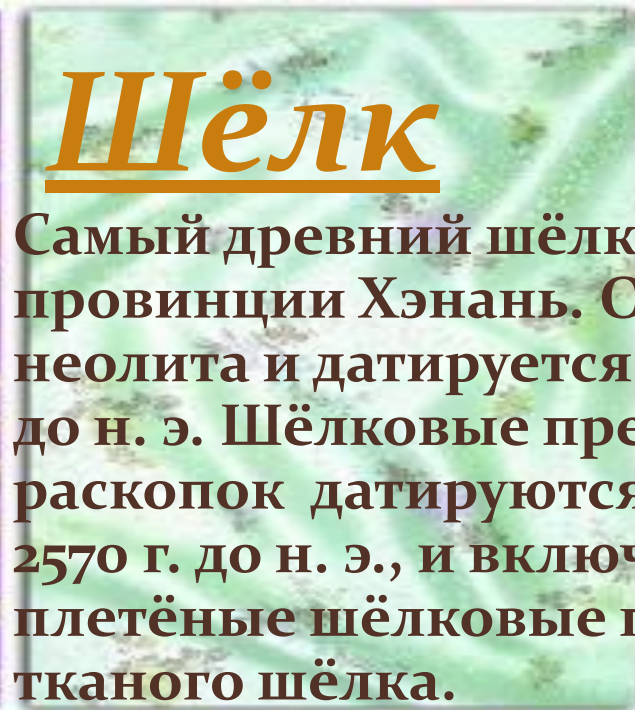 Шёлк
Самый древний шёлк
провинции Хэнань. О
неолита и датируется
до н. э. Шёлковые пре
раскопок датируются
2570 г. до н. э., и включ
плетёные шёлковые
тканого шёлка.